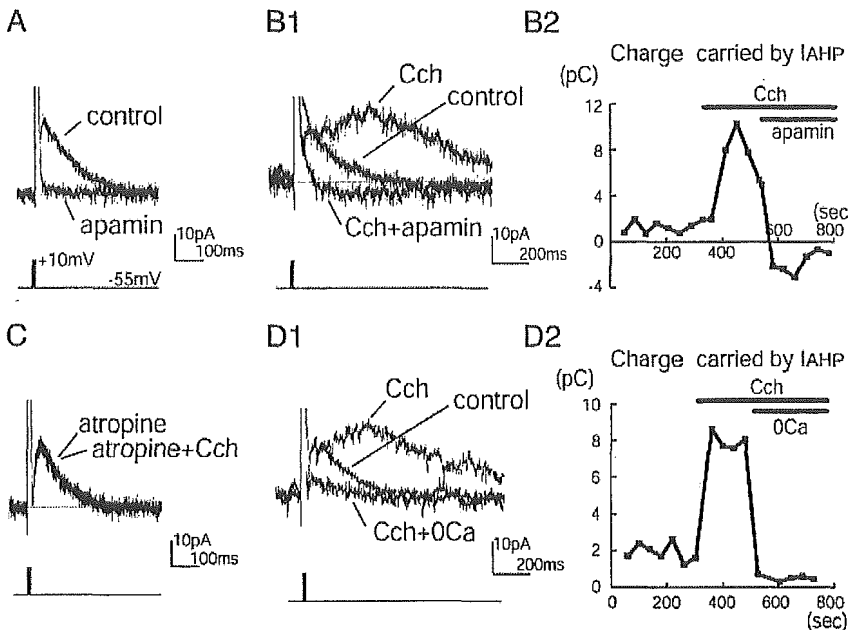 A
control
apamin
10pA
100ms
+10mV
-55mV
B1
Cch
control
Cch+apamin
10pA
200ms
B2
Charge carried by IAHP
(pC)
Cch
apamin
12
8
4
0
-4
200
400
600
800
(sec
C
atropine
atropine+Cch
10pA
100ms
D1
Cch
control
Cch+0Ca
10pA
200ms
D2
Charge carried by IAHP
(pC)
Cch
0Ca
10
8
6
4
2
0
0
200
400
600
800
(sec)